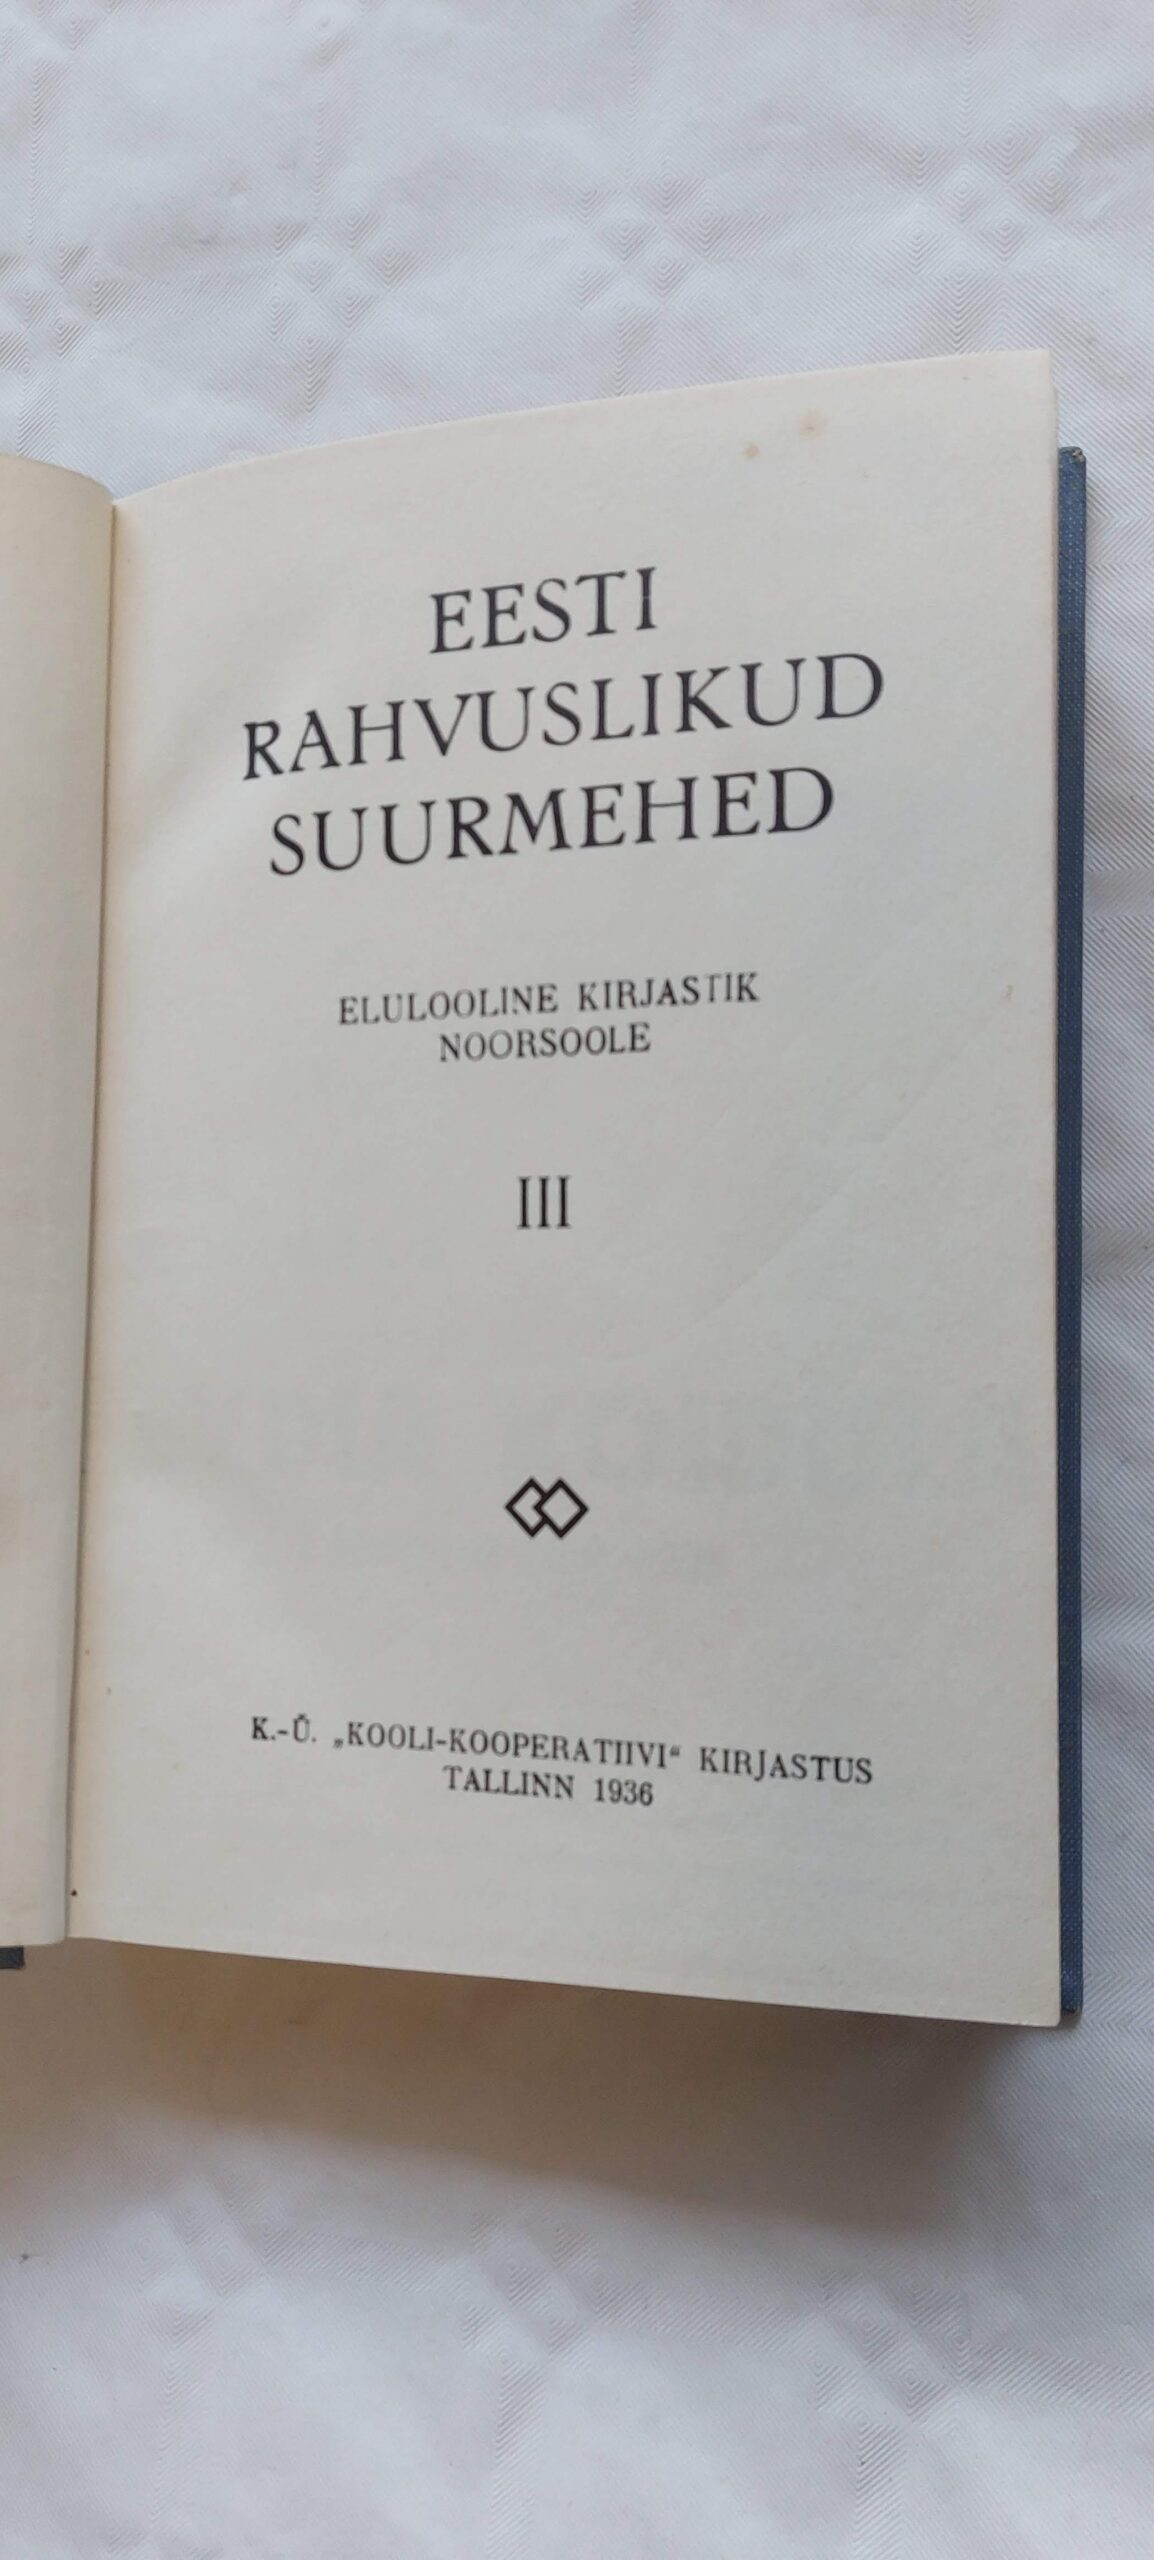 EESTI
RAHVUSLIKUD
SUURMEHED
ELULOOLINE KIRJASTIK
NOORSOOLE
III
K.-Ü. „KOOLI-KOOPERATIIVI“ KIRJASTUS
TALLINN 1936